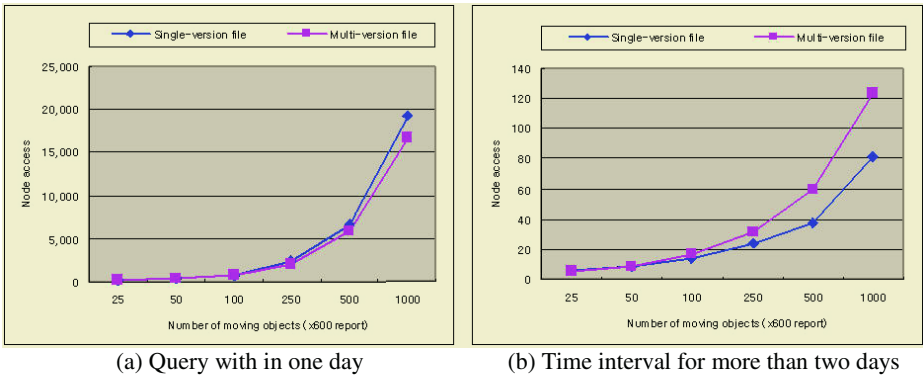 Single-version file Multi-version file
25,000
20,000
15,000
10,000
5,000
0
Node access
25 50 100 250 500 1000
Number of moving objects (x600 report)
(a) Query with in one day
Single-version file Multi-version file
140
120
100
80
60
40
20
0
Node access
25 50 100 250 500 1000
Number of moving objects (x600 report)
(b) Time interval for more than two days